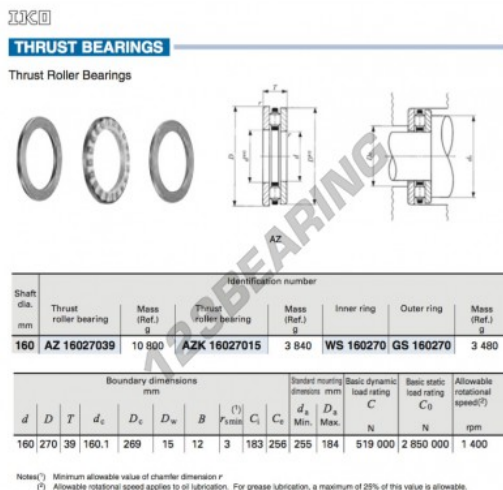 IKO
THRUST BEARINGS
Thrust Roller Bearings
T
r
D
d
AZ
123BEARING
Shaft dia. mm
Identification number
Thrust roller bearing
Mass (Ref.) g
Thrust roller bearing
Mass (Ref.) g
Inner ring
Outer ring
Mass (Ref.) g
160 AZ 16027039 10 800 AZK 16027015 3 840 WS 160270 GS 160270 3 480
Boundary dimensions mm
Standard mounting dimensions mm
Basic dynamic load rating C N
Basic static load rating C0 N
Allowable rotational speed(²) rpm
d D T dc Dc Dw B rs min(¹) Ci Ce da Min. Da Max.
160 270 39 160.1 269 15 12 3 183 256 255 184 519 000 2 850 000 1 400
Notes(¹) Minimum allowable value of chamfer dimension r
(²) Allowable rotational speed applies to oil lubrication. For grease lubrication, a maximum of 25% of this value is allowable.